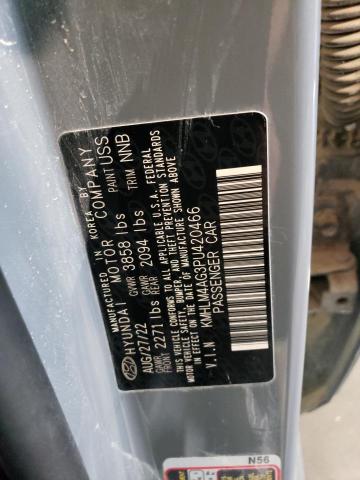 MANUFACTURED IN KOREA BY
HYUNDAI MOTOR COMPANY
AUG/27/22 GVWR 3858 lbs PAINT USS
GAWR FRONT 2271 lbs GAWR REAR 2094 lbs TRIM NNB
THIS VEHICLE CONFORMS TO ALL APPLICABLE U.S.A. FEDERAL
MOTOR VEHICLE SAFETY, BUMPER, AND THEFT PREVENTION
STANDARDS IN EFFECT ON THE DATE OF MANUFACTURE SHOWN ABOVE
V.I.N KMHLM4AG3PU420466
PASSENGER CAR
N56